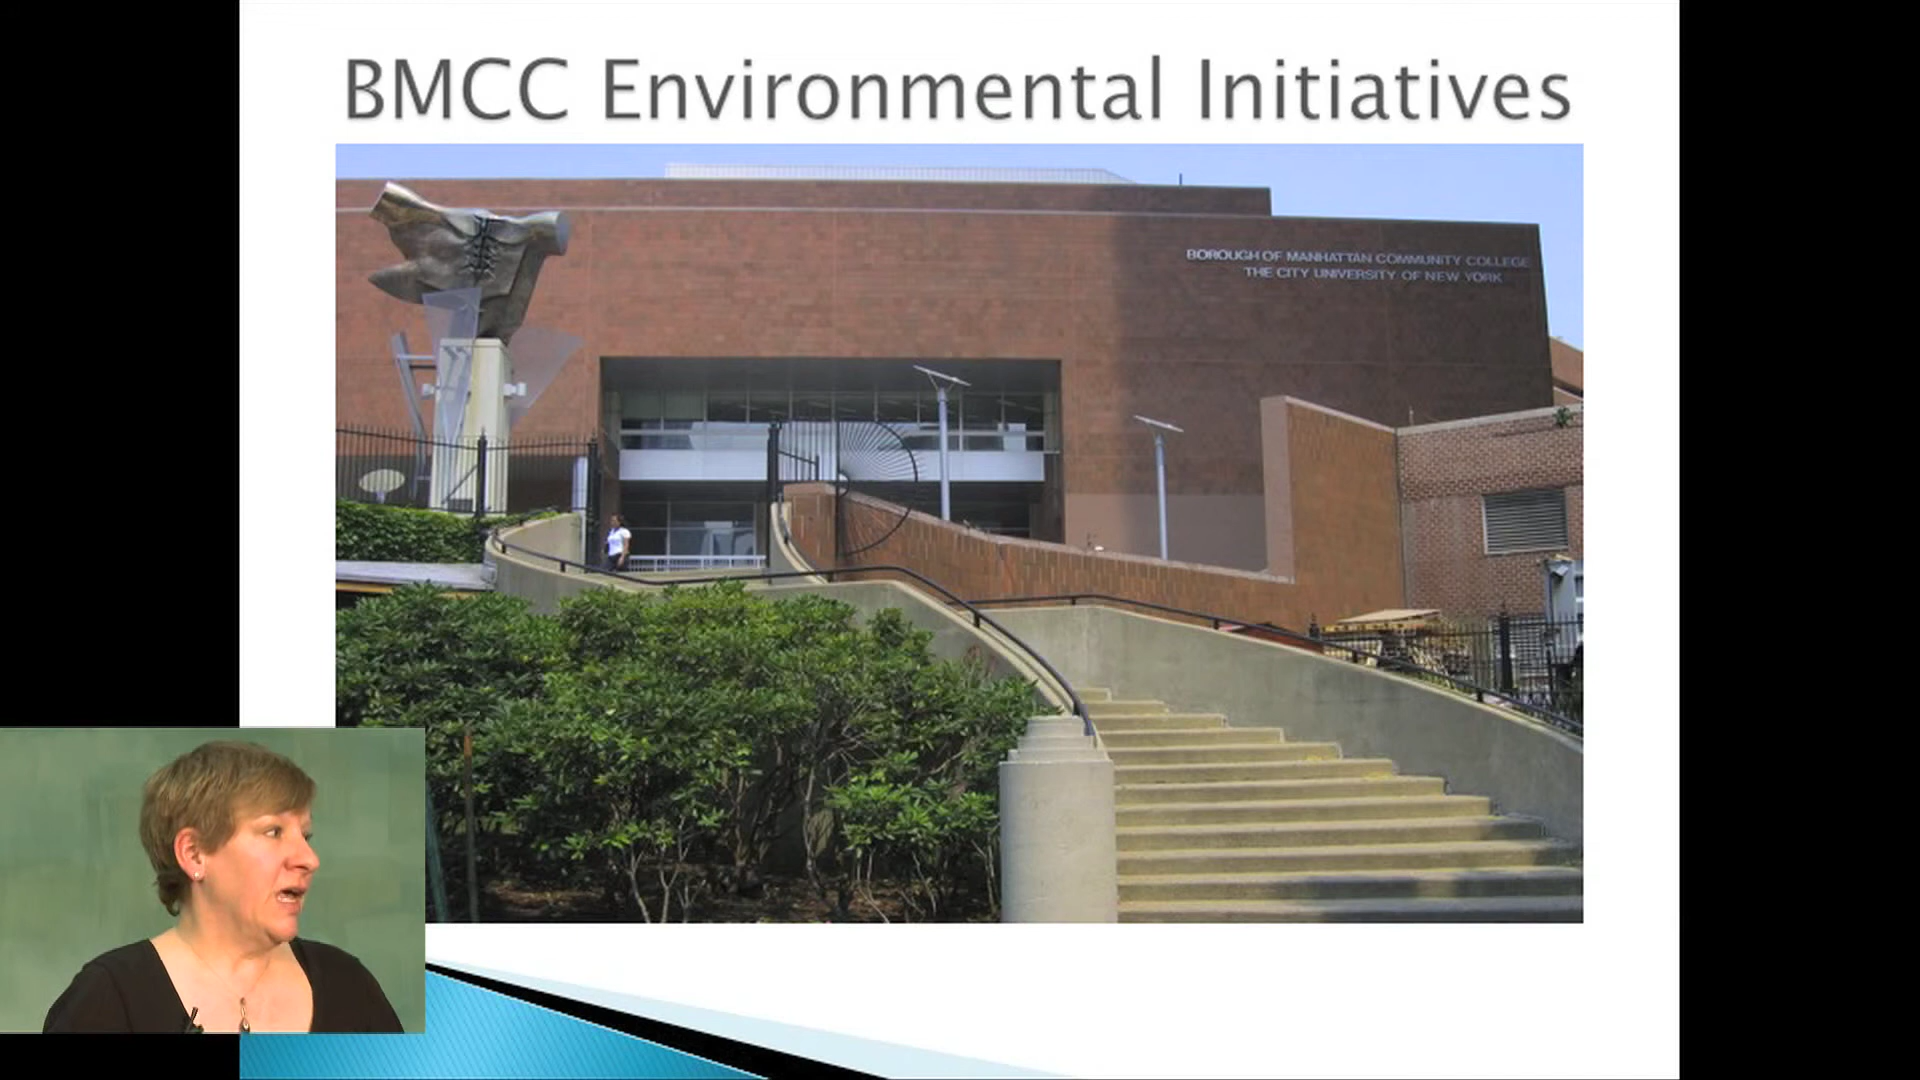 BMCC Environmental Initiatives
BOROUGH OF MANHATTAN COMMUNITY COLLEGE
THE CITY UNIVERSITY OF NEW YORK